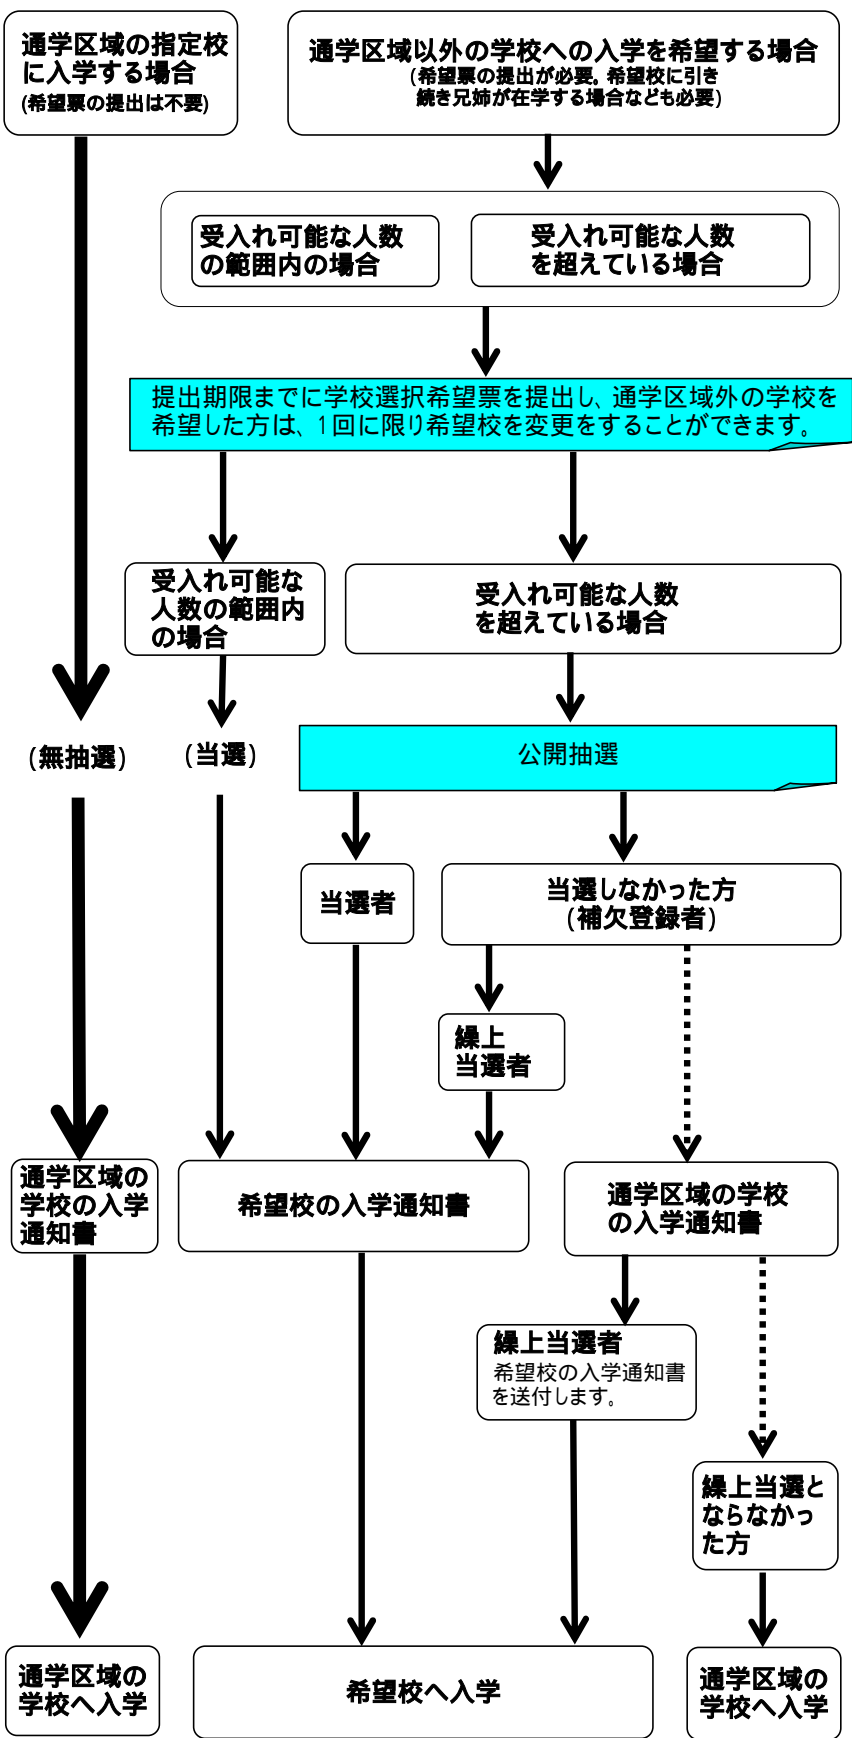 通学区域の指定校
に入学する場合
(希望票の提出は不要)
通学区域以外の学校への入学を希望する場合
(希望票の提出が必要。希望校に引き
続き兄姉が在学する場合なども必要)
受入れ可能な人数
の範囲内の場合
受入れ可能な人数
を超えている場合
提出期限までに学校選択希望票を提出し、通学区域外の学校を
希望した方は、1回に限り希望校を変更をすることができます。
受入れ可能な
人数の範囲内
の場合
受入れ可能な人数
を超えている場合
(無抽選)
(当選)
公開抽選
当選者
当選しなかった方
(補欠登録者)
繰上
当選者
通学区域の
学校の入学
通知書
希望校の入学通知書
通学区域の学校
の入学通知書
繰上当選者
希望校の入学通知書
を送付します。
繰上当選と
ならなかっ
た方
通学区域の
学校へ入学
希望校へ入学
通学区域の
学校へ入学